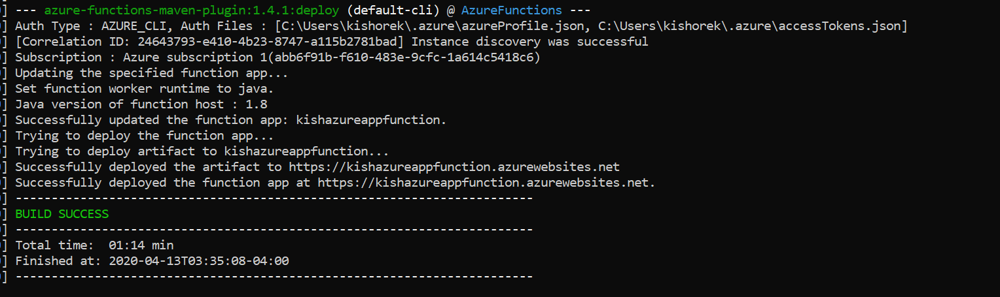 --- azure-functions-maven-plugin:1.4.1:deploy (default-cli) @ AzureFunctions ---
] Auth Type : AZURE_CLI, Auth Files : [C:\Users\kishorek\.azure\azureProfile.json, C:\Users\kishorek\.azure\accessTokens.json]
] [Correlation ID: 24643793-e410-4b23-8747-a115b2781bad] Instance discovery was successful
] Subscription : Azure subscription 1(abb6f91b-f610-483e-9cfc-1a614c5418c6)
] Updating the specified function app...
] Set function worker runtime to java.
] Java version of function host : 1.8
] Successfully updated the function app: kishazureappfunction.
] Trying to deploy the function app...
] Trying to deploy artifact to kishazureappfunction...
] Successfully deployed the artifact to https://kishazureappfunction.azurewebsites.net
] Successfully deployed the function app at https://kishazureappfunction.azurewebsites.net.
] ------------------------------------------------------------------------
] BUILD SUCCESS
] ------------------------------------------------------------------------
] Total time:  01:14 min
] Finished at: 2020-04-13T03:35:08-04:00
] ------------------------------------------------------------------------